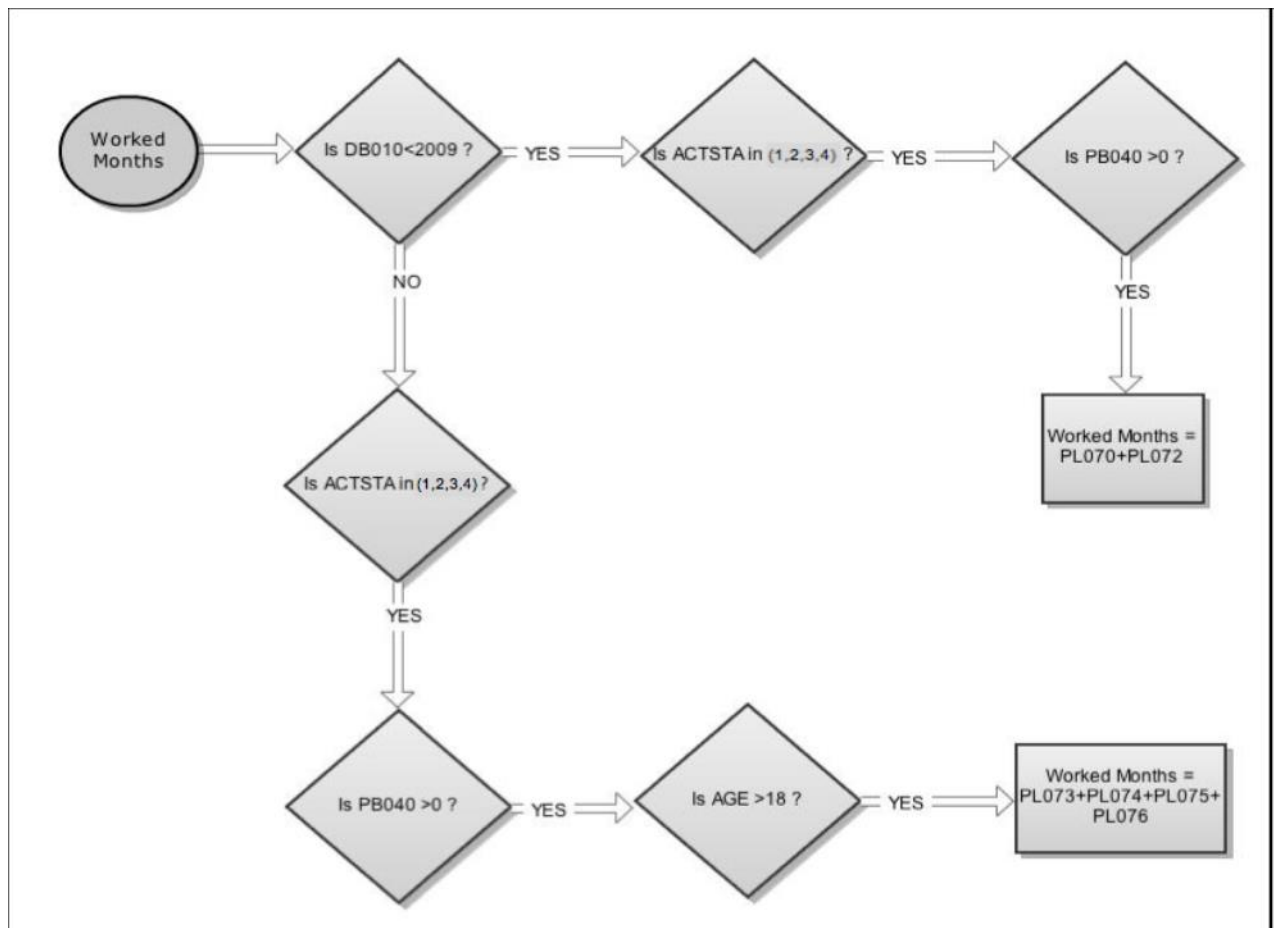 Worked
Months
Is DB010<2009 ?
YES
Is ACTSTA in (1,2,3,4) ?
YES
Is PB040 >0 ?
NO
YES
Worked Months =
PL070+PL072
Is ACTSTA in (1,2,3,4) ?
YES
Is PB040 >0 ?
YES
Is AGE >18 ?
YES
Worked Months =
PL073+PL074+PL075+
PL076